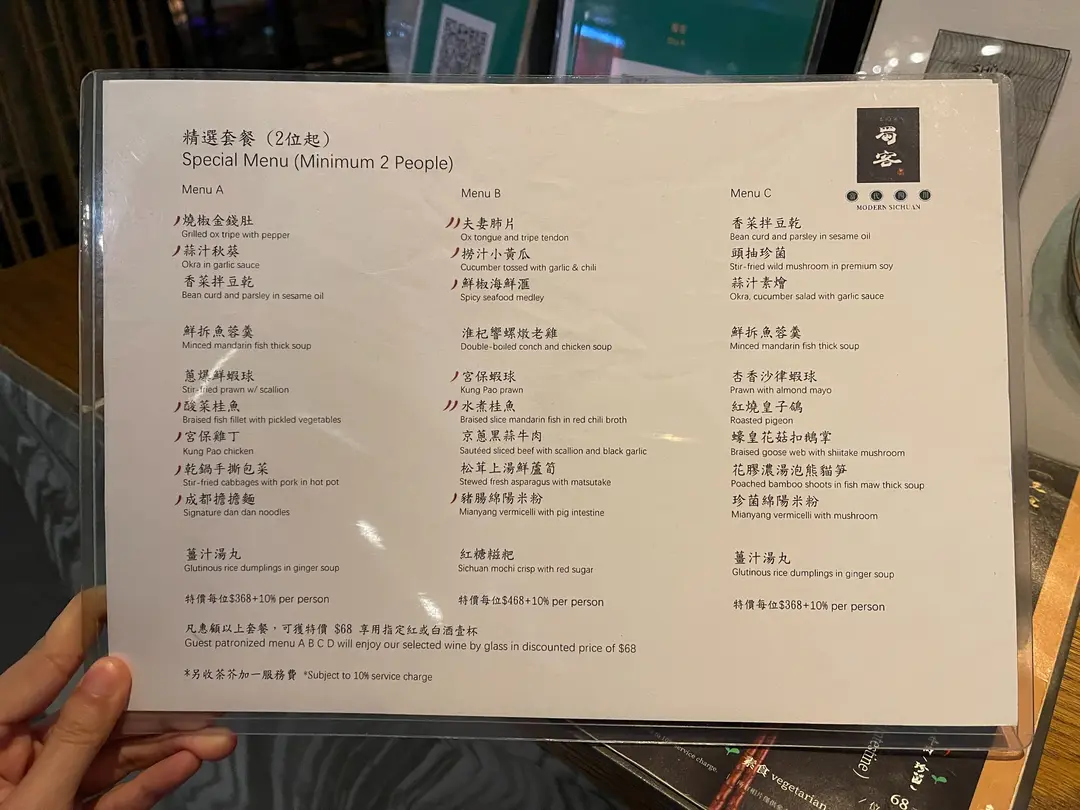 精選套餐（2位起）
Special Menu (Minimum 2 People)
蜀客
當代四川
MODERN SICHUAN
Menu A
燒椒金錢肚
Grilled ox tripe with pepper
蒜汁秋葵
Okra in garlic sauce
香菜拌豆乾
Bean curd and parsley in sesame oil
鮮拆魚蓉羹
Minced mandarin fish thick soup
蔥爆鮮蝦球
Stir-fried prawn w/ scallion
酸菜桂魚
Braised fish fillet with pickled vegetables
宮保雞丁
Kung Pao chicken
乾鍋手撕包菜
Stir-fried cabbages with pork in hot pot
成都擔擔麵
Signature dan dan noodles
薑汁湯丸
Glutinous rice dumplings in ginger soup
特價每位$368+10% per person
Menu B
夫妻肺片
Ox tongue and tripe tendon
撈汁小黃瓜
Cucumber tossed with garlic & chili
鮮椒海鮮滙
Spicy seafood medley
淮杞響螺燉老雞
Double-boiled conch and chicken soup
宮保蝦球
Kung Pao prawn
水煮桂魚
Braised slice mandarin fish in red chili broth
京蔥黑蒜牛肉
Sautéed sliced beef with scallion and black garlic
松茸上湯鮮蘆筍
Stewed fresh asparagus with matsutake
豬腸綿陽米粉
Mianyang vermicelli with pig intestine
紅糖糍粑
Sichuan mochi crisp with red sugar
特價每位$468+10% per person
Menu C
香菜拌豆乾
Bean curd and parsley in sesame oil
頭抽珍菌
Stir-fried wild mushroom in premium soy
蒜汁素燴
Okra, cucumber salad with garlic sauce
鮮拆魚蓉羹
Minced mandarin fish thick soup
杏香沙律蝦球
Prawn with almond mayo
紅燒皇子鴿
Roasted pigeon
蠔皇花菇扣鵝掌
Braised goose web with shiitake mushroom
花膠濃湯泡熊貓笋
Poached bamboo shoots in fish maw thick soup
珍菌綿陽米粉
Mianyang vermicelli with mushroom
薑汁湯丸
Glutinous rice dumplings in ginger soup
特價每位$368+10% per person
凡惠顧以上套餐，可獲特價 $68 享用指定紅或白酒壹杯
Guest patronized menu A B C D will enjoy our selected wine by glass in discounted price of $68
*另收茶芥加一服務費 *Subject to 10% service charge
service charge.
素食 vegetarian
68